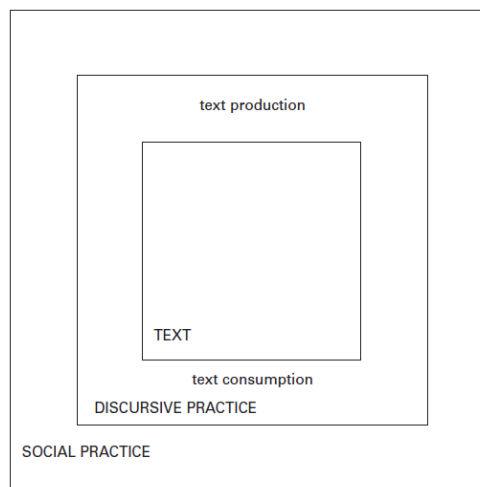 text production
TEXT
text consumption
DISCURSIVE PRACTICE
SOCIAL PRACTICE